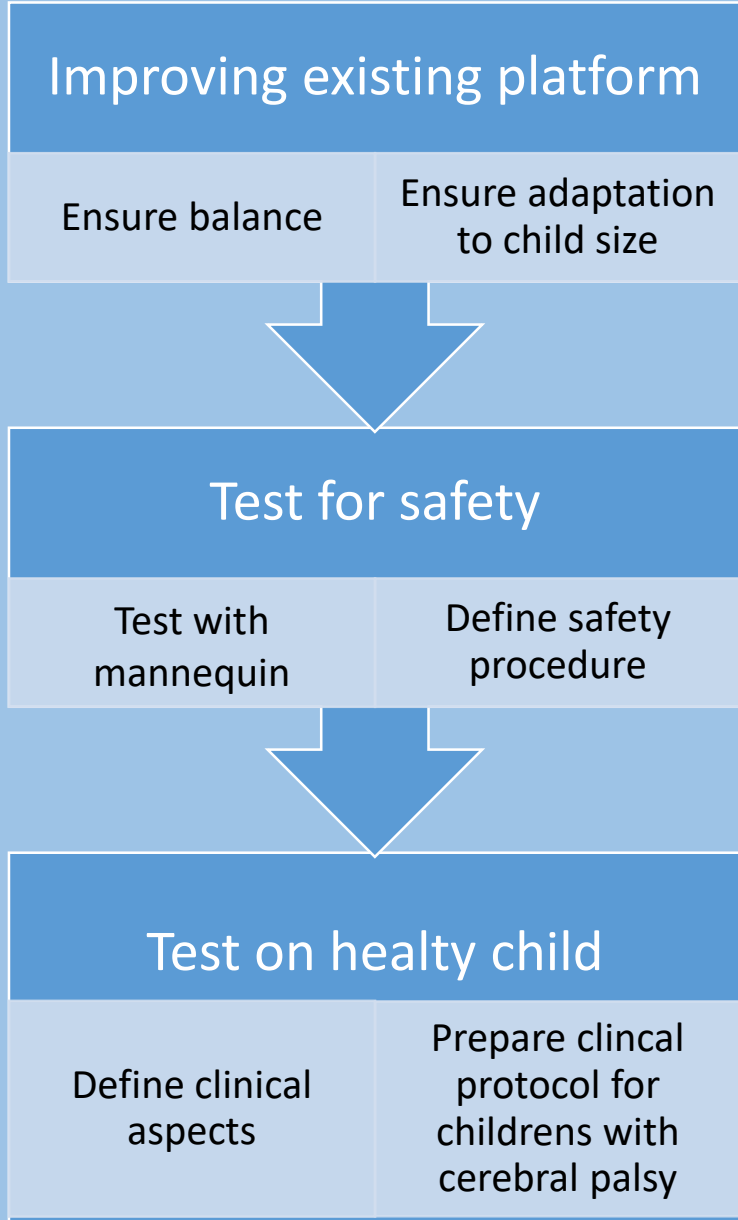 Improving existing platform
Ensure balance
Ensure adaptation
to child size
Test for safety
Test with
mannequin
Define safety
procedure
Test on healty child
Define clinical
aspects
Prepare clincal
protocol for
childrens with
cerebral palsy